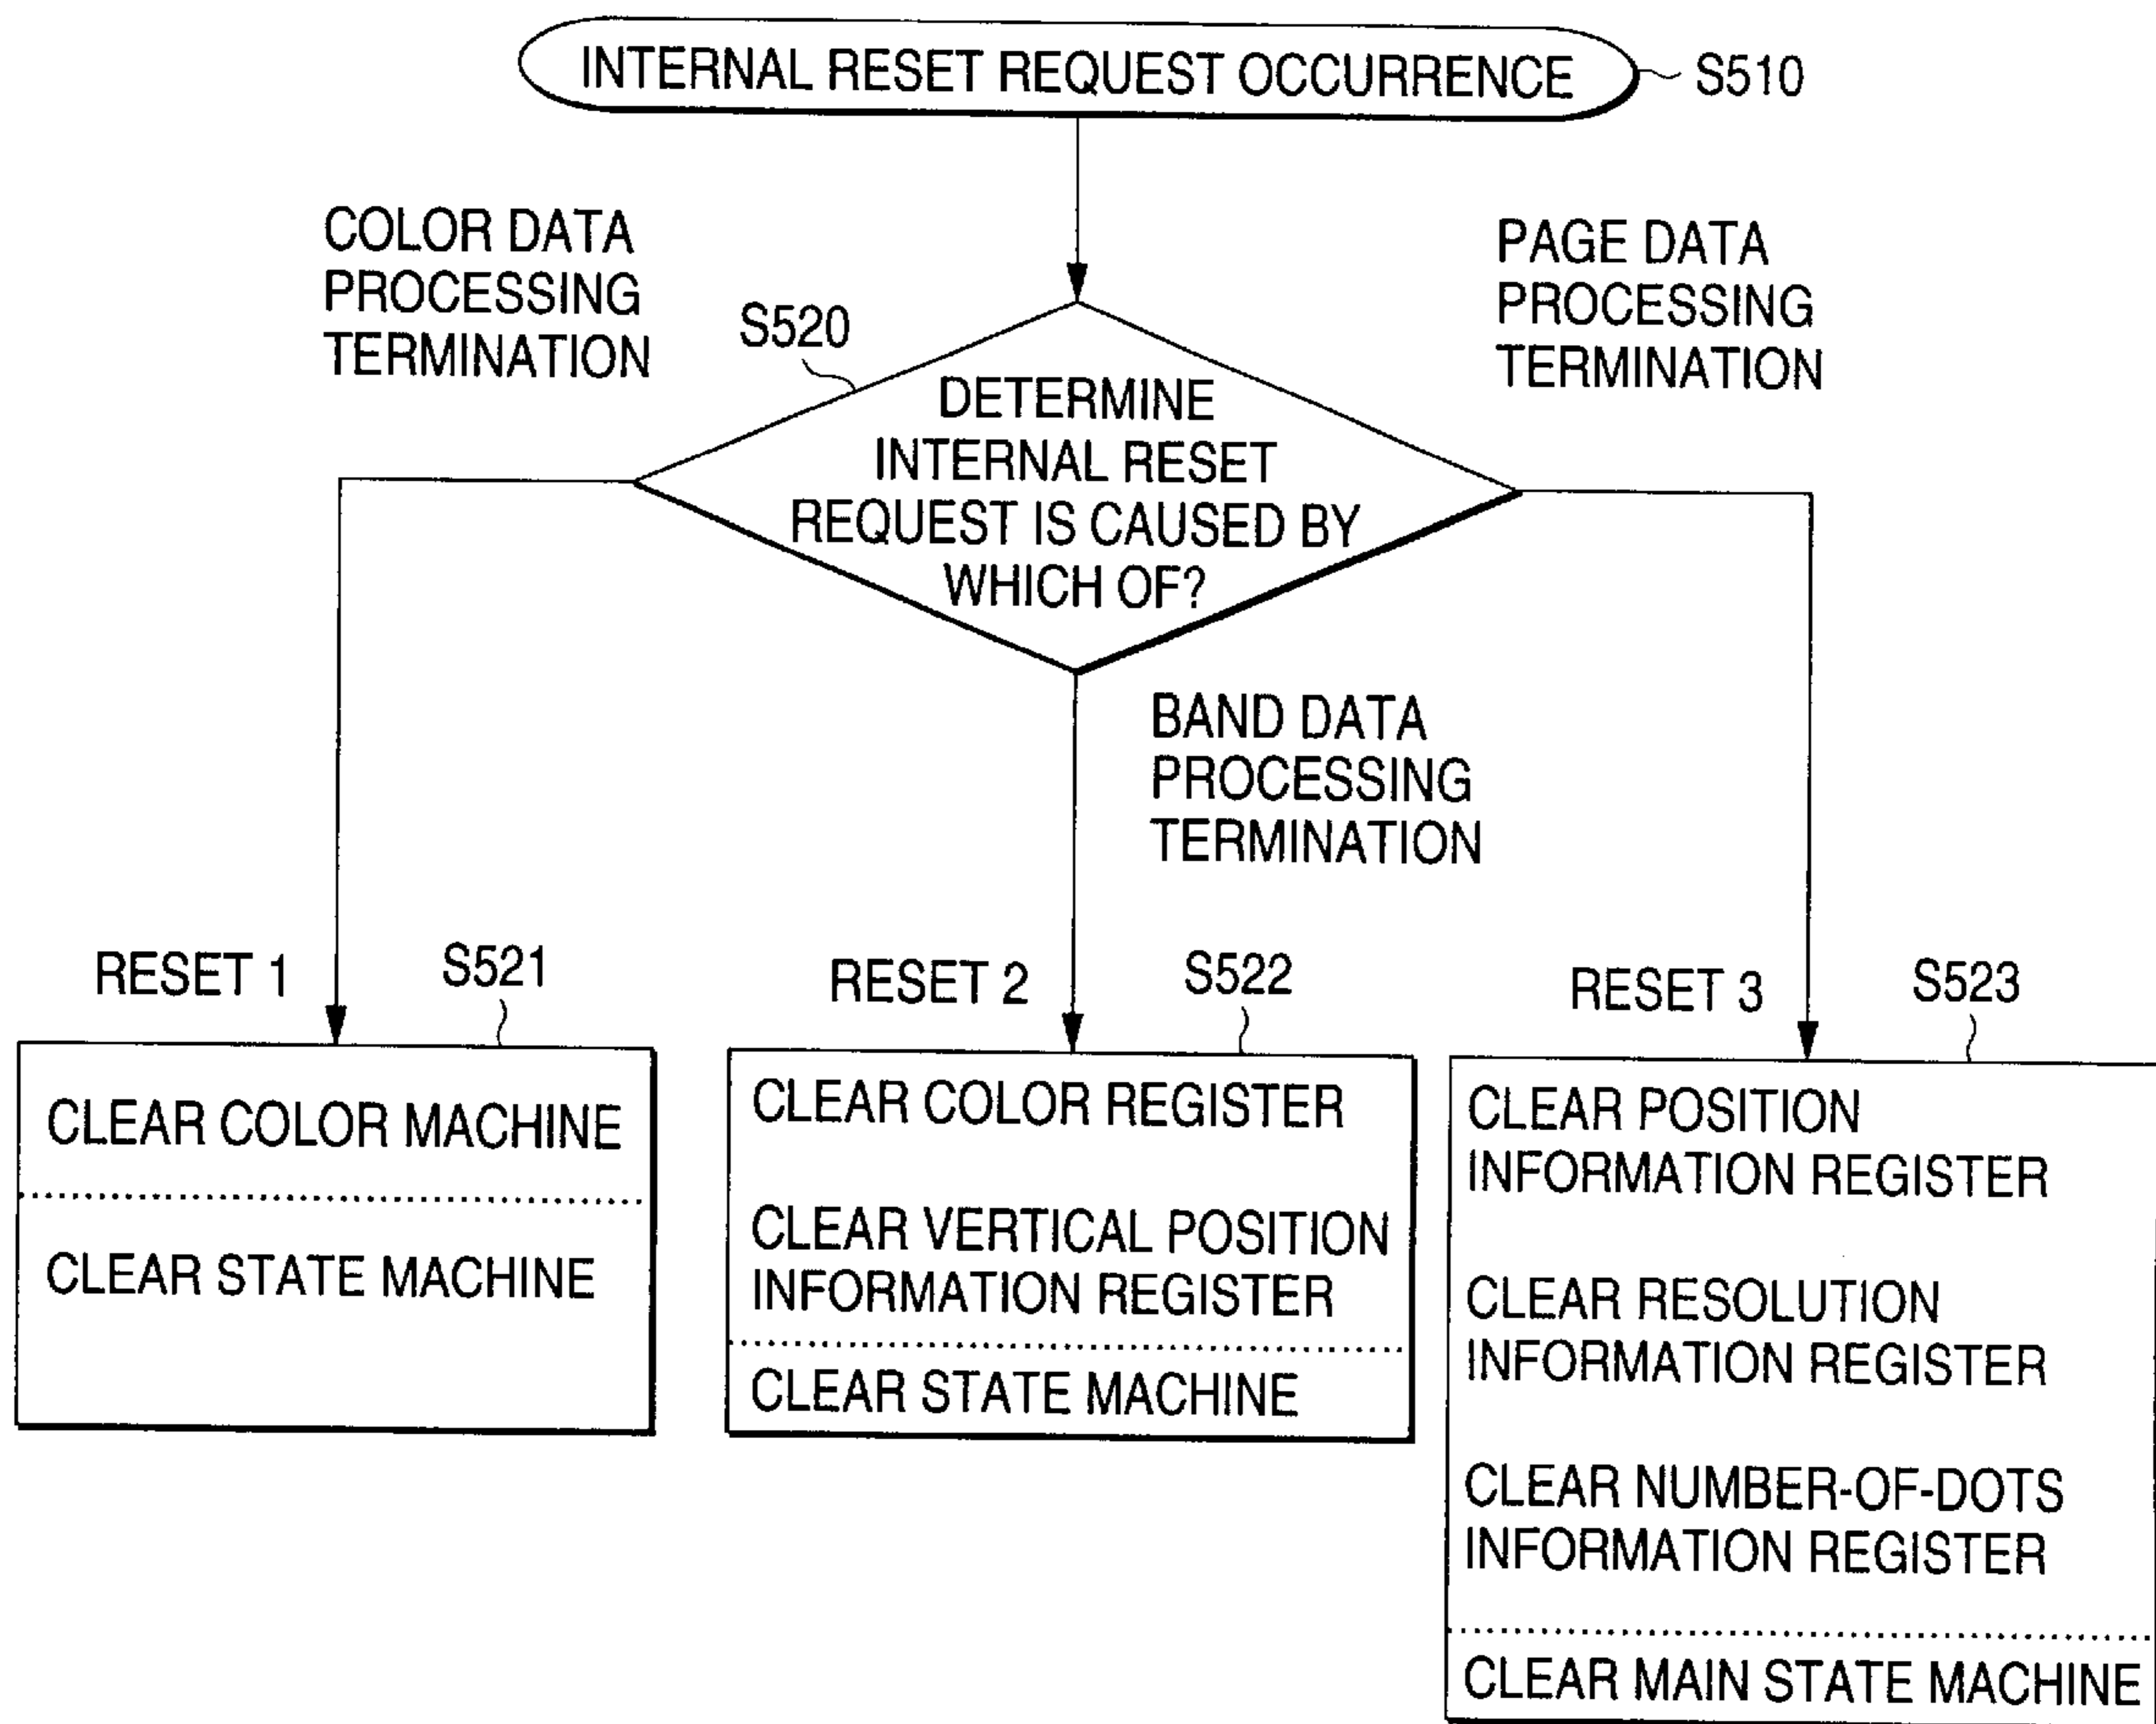 INTERNAL RESET REQUEST OCCURRENCE
S510
COLOR DATA
PROCESSING
TERMINATION
PAGE DATA
PROCESSING
TERMINATION
S520
DETERMINE
INTERNAL RESET
REQUEST IS CAUSED BY
WHICH OF?
BAND DATA
PROCESSING
TERMINATION
RESET 1
S521
CLEAR COLOR MACHINE
CLEAR STATE MACHINE
RESET 2
S522
CLEAR COLOR REGISTER
CLEAR VERTICAL POSITION
INFORMATION REGISTER
CLEAR STATE MACHINE
RESET 3
S523
CLEAR POSITION
INFORMATION REGISTER
CLEAR RESOLUTION
INFORMATION REGISTER
CLEAR NUMBER-OF-DOTS
INFORMATION REGISTER
CLEAR MAIN STATE MACHINE